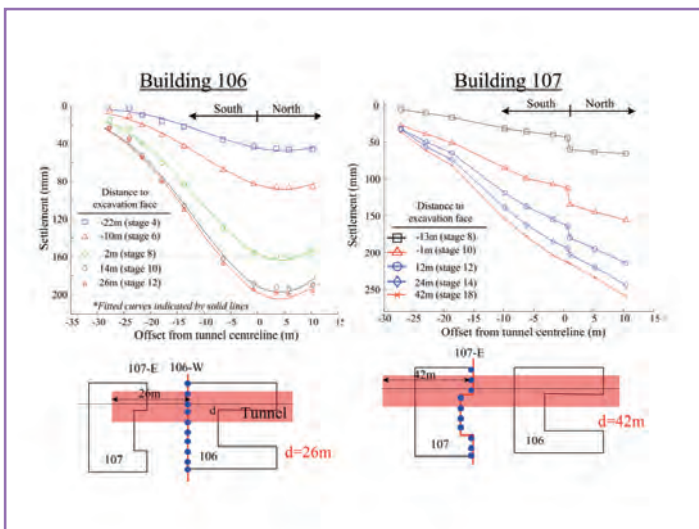 Building 106
South North
0
40
80
120
160
200
Settlement (mm)
Distance to
excavation face
-22m (stage 4)
-10m (stage 6)
2m (stage 8)
14m (stage 10)
26m (stage 12)
*Fitted curves indicated by solid lines
-35 -30 -25 -20 -15 -10 -5 0 5 10 15
Offset from tunnel centreline (m)
107-E 106-W
26m
d
Tunnel
107
106
d=26m
Building 107
South North
0
50
100
150
200
250
Settlement (mm)
Distance to
excavation face
-13m (stage 8)
-1m (stage 10)
12m (stage 12)
24m (stage 14)
42m (stage 18)
-30 -25 -20 -15 -10 -5 0 5 10 15
Offset from tunnel centreline (m)
107-E
42m
107
106
d=42m